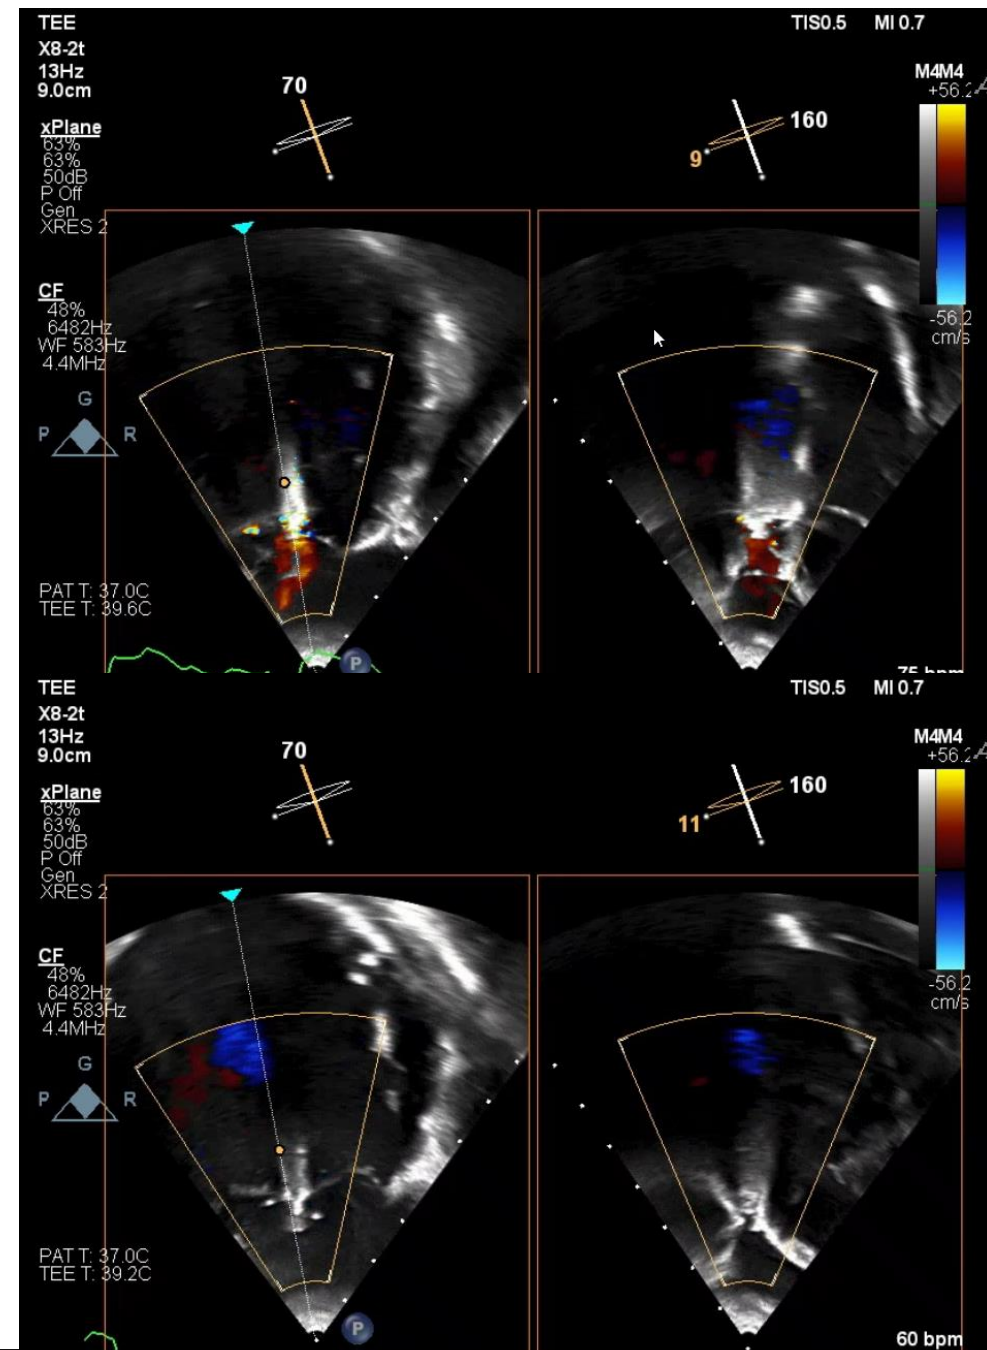 TEE
TIS0.5 MI 0.7
X8-2t
13Hz
9.0cm
M4M4
+56.2
70
160
9
xPlane
63%
63%
50dB
P Off
Gen
XRES 2
CF
48%
6482Hz
WF 583Hz
4.4MHz
-56.2
cm/s
G
P R
PAT T: 37.0C
TEE T: 39.6C
P
75 bpm
TEE
TIS0.5 MI 0.7
X8-2t
13Hz
9.0cm
M4M4
+56.2
70
160
11
xPlane
63%
63%
50dB
P Off
Gen
XRES 2
CF
48%
6482Hz
WF 583Hz
4.4MHz
-56.2
cm/s
G
P R
PAT T: 37.0C
TEE T: 39.2C
P
60 bpm